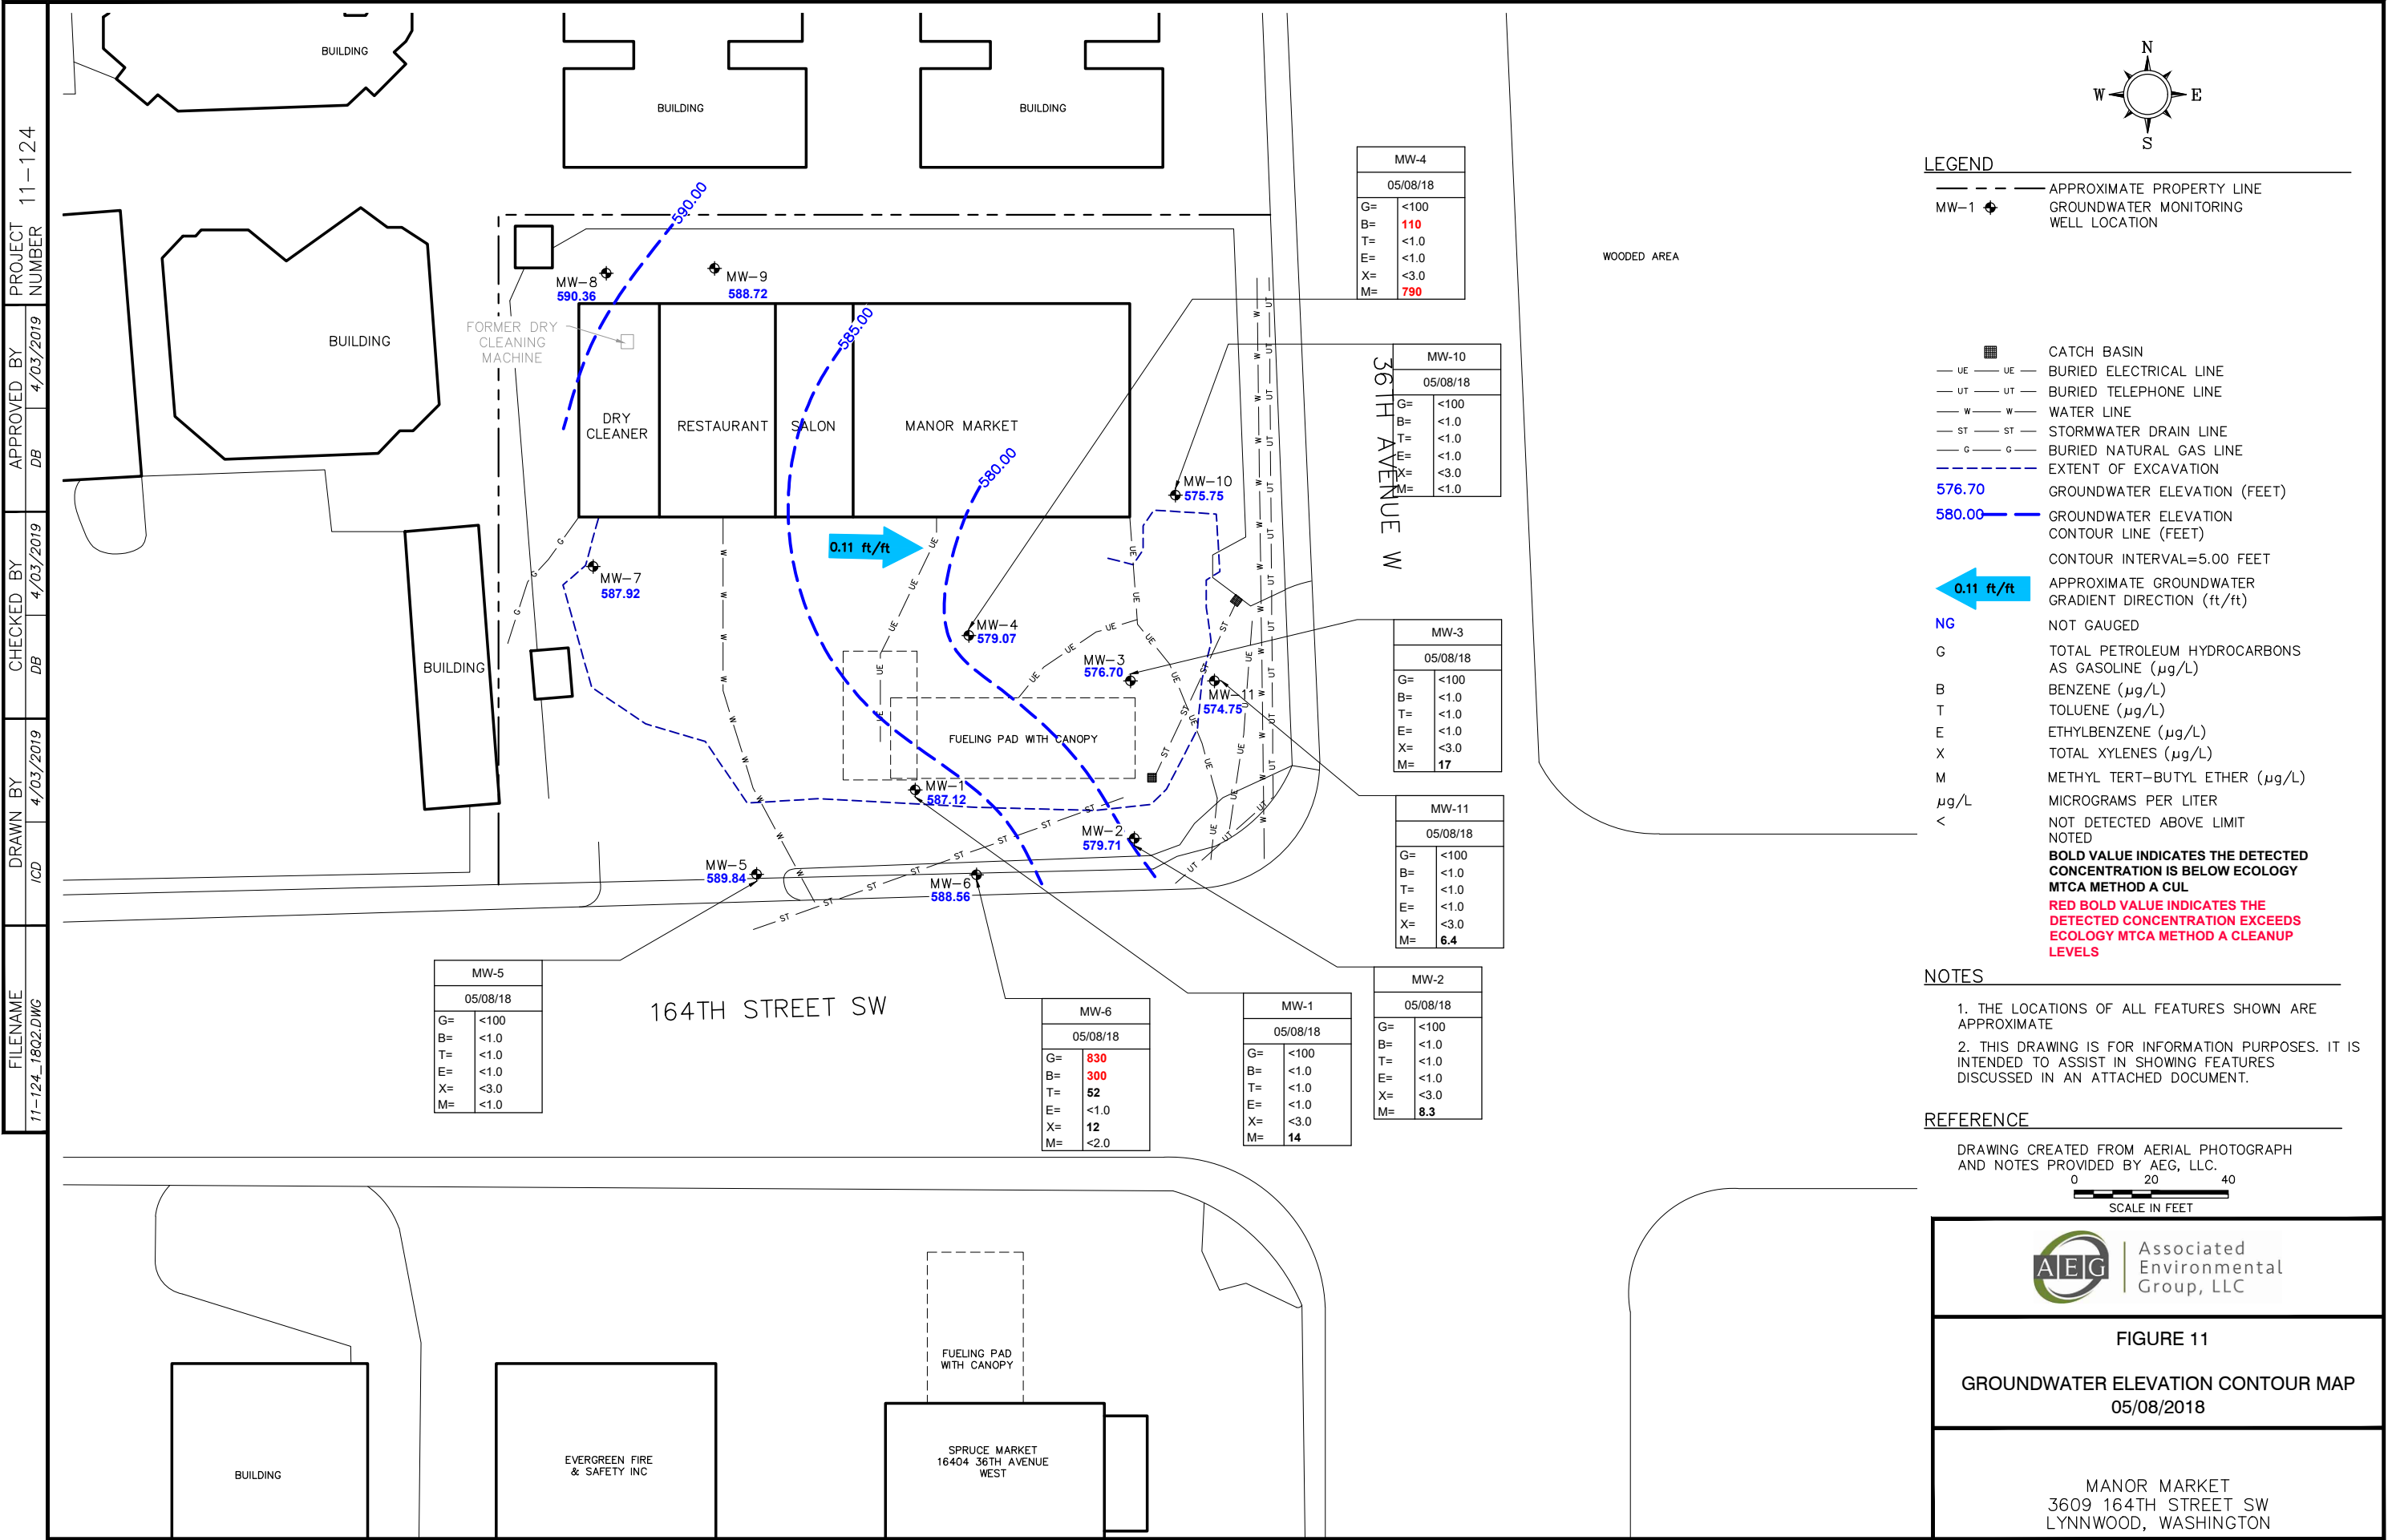 PROJECT
NUMBER
11-124
APPROVED BY
DB
4/03/2019
CHECKED BY
DB
4/03/2019
DRAWN BY
ICD
4/03/2019
FILENAME
11-124_18Q2.DWG
BUILDING
BUILDING
BUILDING
BUILDING
BUILDING
590.00
585.00
580.00
MW-8
590.36
MW-9
588.72
FORMER DRY
CLEANING
MACHINE
DRY
CLEANER
RESTAURANT
SALON
MANOR MARKET
MW-10
575.75
0.11 ft/ft
MW-7
587.92
MW-4
579.07
MW-3
576.70
MW-11
574.75
FUELING PAD WITH CANOPY
MW-1
587.12
MW-2
579.71
MW-5
589.84
MW-6
588.56
36TH AVENUE W
WOODED AREA
164TH STREET SW
MW-4
05/08/18
G= <100
B= 110
T= <1.0
E= <1.0
X= <3.0
M= 790
MW-10
05/08/18
G= <100
B= <1.0
T= <1.0
E= <1.0
X= <3.0
M= <1.0
MW-3
05/08/18
G= <100
B= <1.0
T= <1.0
E= <1.0
X= <3.0
M= 17
MW-11
05/08/18
G= <100
B= <1.0
T= <1.0
E= <1.0
X= <3.0
M= 6.4
MW-2
05/08/18
G= <100
B= <1.0
T= <1.0
E= <1.0
X= <3.0
M= 8.3
MW-1
05/08/18
G= <100
B= <1.0
T= <1.0
E= <1.0
X= <3.0
M= 14
MW-6
05/08/18
G= 830
B= 300
T= 52
E= <1.0
X= 12
M= <2.0
MW-5
05/08/18
G= <100
B= <1.0
T= <1.0
E= <1.0
X= <3.0
M= <1.0
BUILDING
EVERGREEN FIRE
& SAFETY INC
FUELING PAD
WITH CANOPY
SPRUCE MARKET
16404 36TH AVENUE
WEST
N
W E
S
LEGEND
APPROXIMATE PROPERTY LINE
MW-1 GROUNDWATER MONITORING
WELL LOCATION
CATCH BASIN
UE UE BURIED ELECTRICAL LINE
UT UT BURIED TELEPHONE LINE
W W WATER LINE
ST ST STORMWATER DRAIN LINE
G G BURIED NATURAL GAS LINE
EXTENT OF EXCAVATION
576.70 GROUNDWATER ELEVATION (FEET)
580.00 GROUNDWATER ELEVATION
CONTOUR LINE (FEET)
CONTOUR INTERVAL=5.00 FEET
0.11 ft/ft APPROXIMATE GROUNDWATER
GRADIENT DIRECTION (ft/ft)
NG NOT GAUGED
G TOTAL PETROLEUM HYDROCARBONS
AS GASOLINE (µg/L)
B BENZENE (µg/L)
T TOLUENE (µg/L)
E ETHYLBENZENE (µg/L)
X TOTAL XYLENES (µg/L)
M METHYL TERT-BUTYL ETHER (µg/L)
µg/L MICROGRAMS PER LITER
< NOT DETECTED ABOVE LIMIT
NOTED
BOLD VALUE INDICATES THE DETECTED
CONCENTRATION IS BELOW ECOLOGY
MTCA METHOD A CUL
RED BOLD VALUE INDICATES THE
DETECTED CONCENTRATION EXCEEDS
ECOLOGY MTCA METHOD A CLEANUP
LEVELS
NOTES
1. THE LOCATIONS OF ALL FEATURES SHOWN ARE
APPROXIMATE
2. THIS DRAWING IS FOR INFORMATION PURPOSES. IT IS
INTENDED TO ASSIST IN SHOWING FEATURES
DISCUSSED IN AN ATTACHED DOCUMENT.
REFERENCE
DRAWING CREATED FROM AERIAL PHOTOGRAPH
AND NOTES PROVIDED BY AEG, LLC.
0 20 40
SCALE IN FEET
AEG
Associated
Environmental
Group, LLC
FIGURE 11
GROUNDWATER ELEVATION CONTOUR MAP
05/08/2018
MANOR MARKET
3609 164TH STREET SW
LYNNWOOD, WASHINGTON